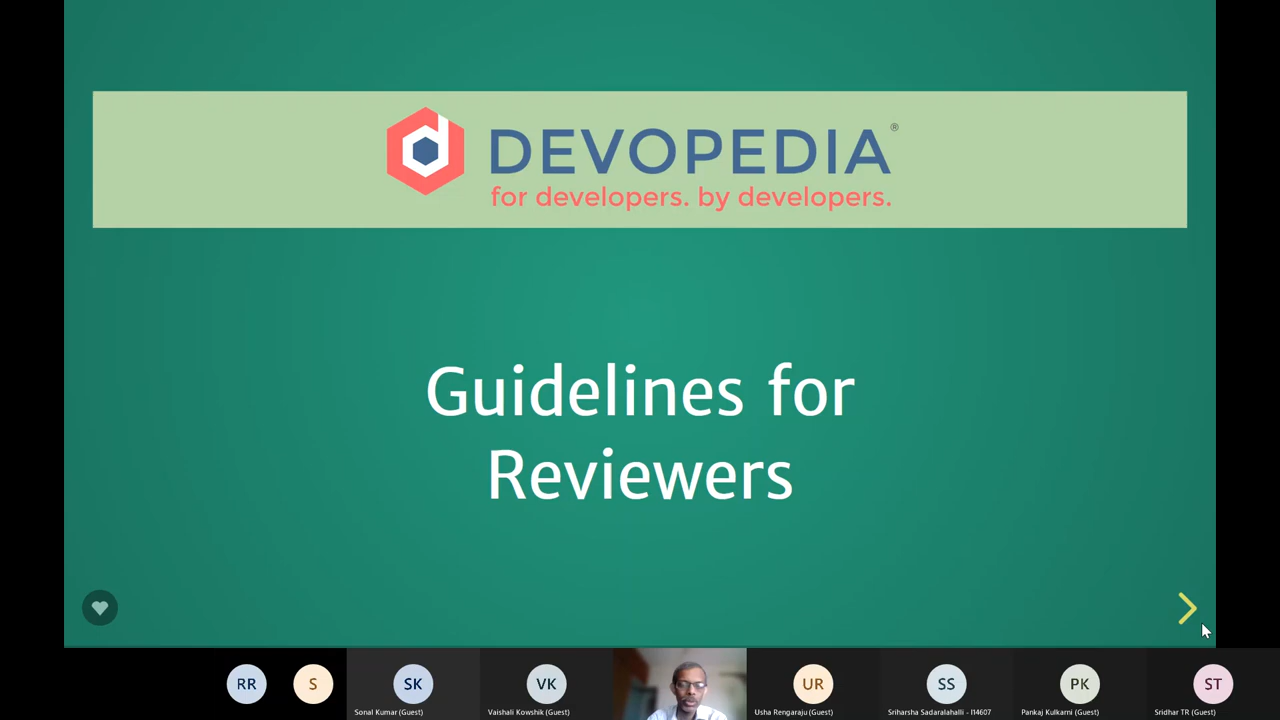 DEVOPEDIA®
for developers. by developers.
Guidelines for
Reviewers
RR
S
SK
VK
UR
SS
PK
ST
Sonal Kumar (Guest)
Vaishali Kowshik (Guest)
Usha Rengaraju (Guest)
Sriharsha Sadaralahalli - I14607
Pankaj Kulkarni (Guest)
Sridhar TR (Guest)